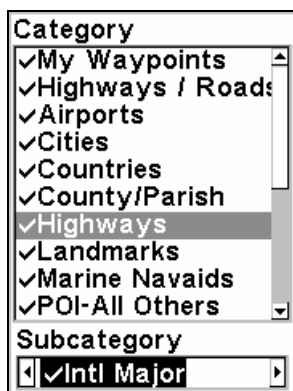 Category
✓My Waypoints
✓Highways / Roads
✓Airports
✓Cities
✓Countries
✓County/Parish
✓Highways
✓Landmarks
✓Marine Navaids
✓POI-All Others
Subcategory
✓Intl Major